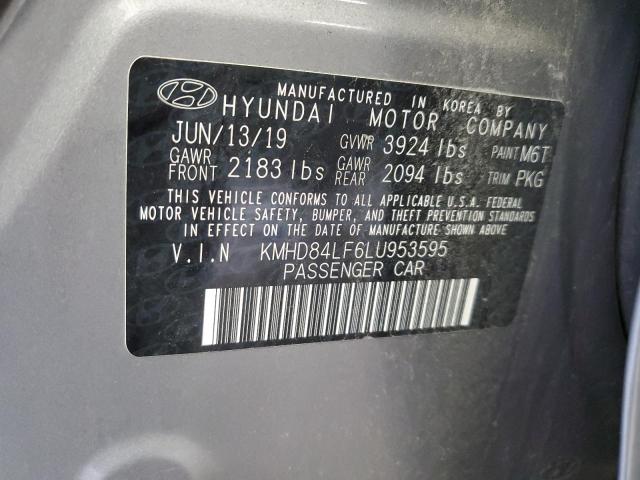 MANUFACTURED IN KOREA BY
HYUNDAI MOTOR COMPANY
JUN/13/19 GVWR 3924 lbs PAINT M6T
GAWR FRONT 2183 lbs GAWR REAR 2094 lbs TRIM PKG
THIS VEHICLE CONFORMS TO ALL APPLICABLE U.S.A. FEDERAL
MOTOR VEHICLE SAFETY, BUMPER, AND THEFT PREVENTION STANDARDS
IN EFFECT ON THE DATE OF MANUFACTURE SHOWN ABOVE
V.I.N KMHD84LF6LU953595
PASSENGER CAR